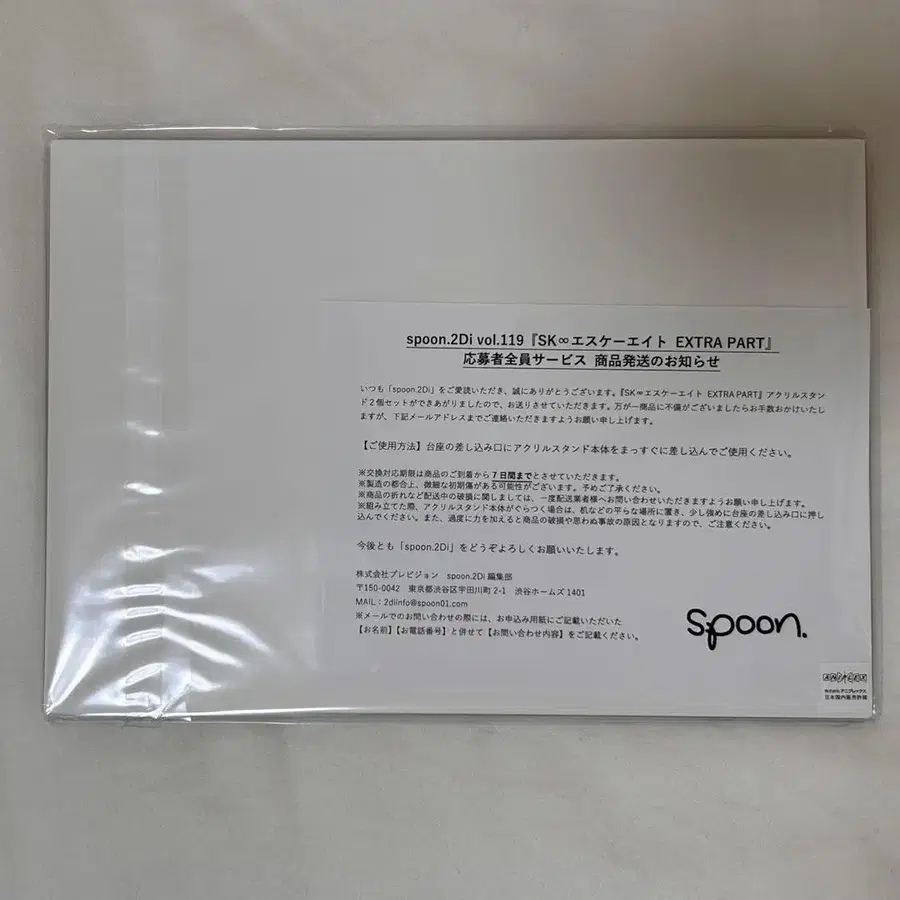 spoon.2Di vol.119『SK∞エスケーエイト EXTRA PART』
応募者全員サービス 商品発送のお知らせ
いつも「spoon.2Di」をご愛読いただき、誠にありがとうございます。『SK∞エスケーエイト EXTRA PART』アクリルスタン
ド２個セットができあがりましたので、お送りさせていただきます。万が一商品に不備がございましたらお手数おかけいたし
ますが、下記メールアドレスまでご連絡いただきますようお願い申し上げます。
【ご使用方法】台座の差し込み口にアクリルスタンド本体をまっすぐに差し込んでご使用ください。
※交換対応期限は商品のご到着から７日間までとさせていただきます。
※製造の都合上、微細な初期傷がある可能性がございます。予めご了承ください。
※商品の折れなど配送中の破損に関しましては、一度配送業者様へお問い合わせいただきますようお願い申し上げます。
※組み立てた際、アクリルスタンド本体がぐらつく場合は、机などの平らな場所に置き、少し強めに台座の差し込み口に押し
込んでください。また、過度に力を加えると商品の破損や思わぬ事故の原因となりますので、ご注意ください。
今後とも「spoon.2Di」をどうぞよろしくお願いいたします。
株式会社プレビジョン　spoon.2Di 編集部
〒150-0042　東京都渋谷区宇田川町 2-1　渋谷ホームズ 1401
MAIL：2diinfo@spoon01.com
※メールでのお問い合わせの際には、お申込み用紙にご記載いただいた
【お名前】【お電話番号】と併せて【お問い合わせ内容】をご記載ください。
spoon.
ANIPLEX
株式会社アニプレックス
日本国内販売許諾